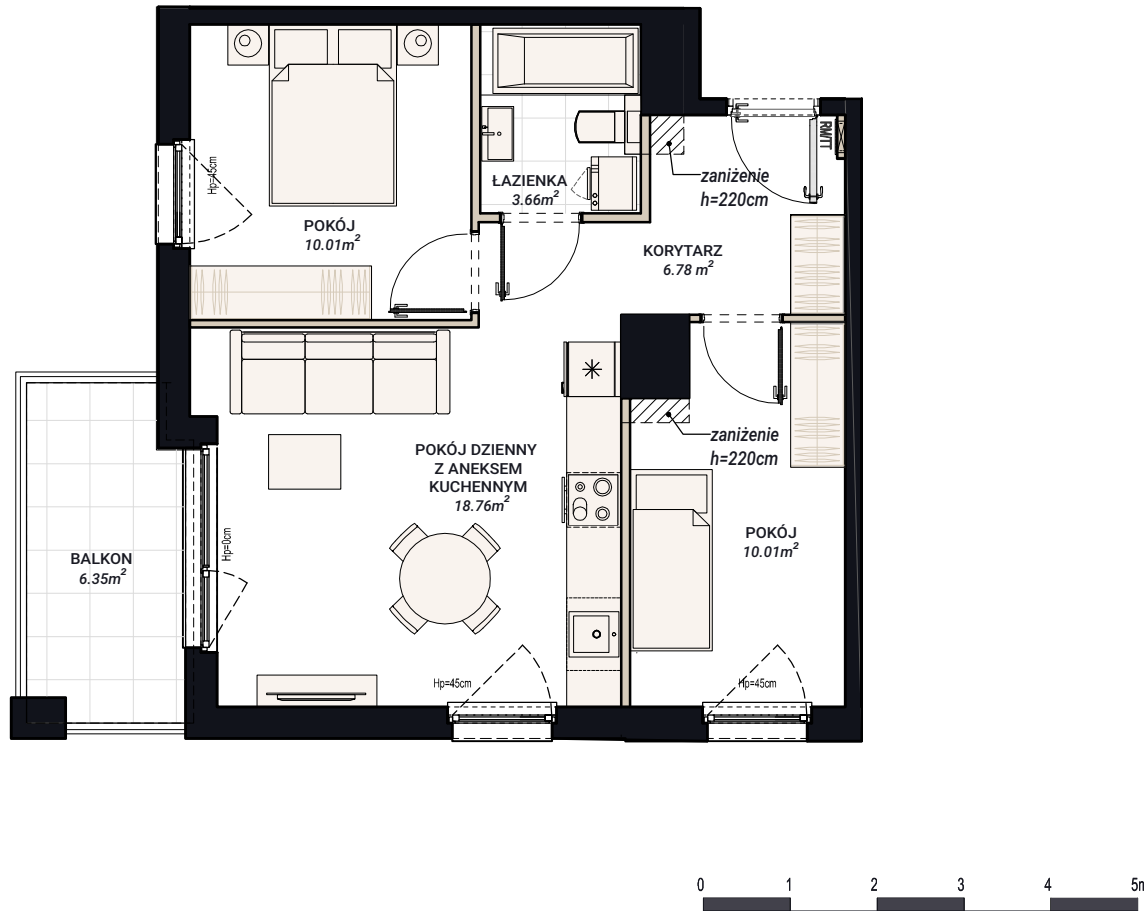 RM/TT
zaniżenie
h=220cm
ŁAZIENKA
3.66m²
Hp=45cm
POKÓJ
10.01m²
KORYTARZ
6.78 m²
zaniżenie
h=220cm
POKÓJ DZIENNY
Z ANEKSEM
KUCHENNYM
18.76m²
POKÓJ
10.01m²
Hp=0cm
BALKON
6.35m²
Hp=45cm
Hp=45cm
0 1 2 3 4 5m